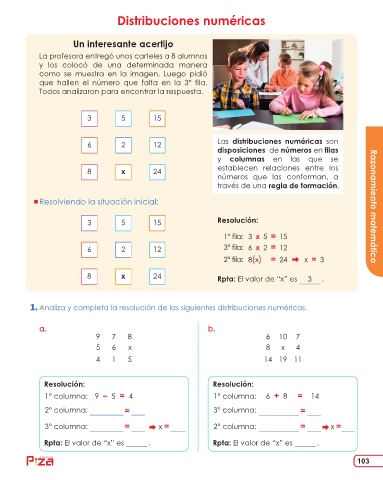 Distribuciones numéricas
Un interesante acertijo
La profesora entregó unos carteles a 8 alumnos
y los colocó de una determinada manera
como se muestra en la imagen. Luego pidió
que hallen el número que falta en la 3° fila.
Todos analizaron para encontrar la respuesta.
3 5 15
6 2 12
8 x 24
Las distribuciones numéricas son
disposiciones de números en filas
y columnas en las que se
establecen relaciones entre los
números que las conforman, a
través de una regla de formación.
Razonamiento matemático
Resolviendo la situación inicial:
3 5 15
6 2 12
8 x 24
Resolución:
1° fila: 3 x 5 = 15
3° fila: 6 x 2 = 12
2° fila: 8(x) = 24 ➡ x = 3
Rpta: El valor de “x” es 3 .
1. Analiza y completa la resolución de las siguientes distribuciones numéricas.
a.
9 7 8
5 6 x
4 1 5
Resolución:
1° columna: 9 − 5 = 4
2° columna: ______ = ___
3° columna: ______ = ___ ➡ x = ___
Rpta: El valor de “x” es _____ .
b.
6 10 7
8 x 4
14 19 11
Resolución:
1° columna: 6 + 8 = 14
3° columna: ______ = ___
2° columna: ______ = ___ ➡ x = ___
Rpta: El valor de “x” es _____ .
Piza
103